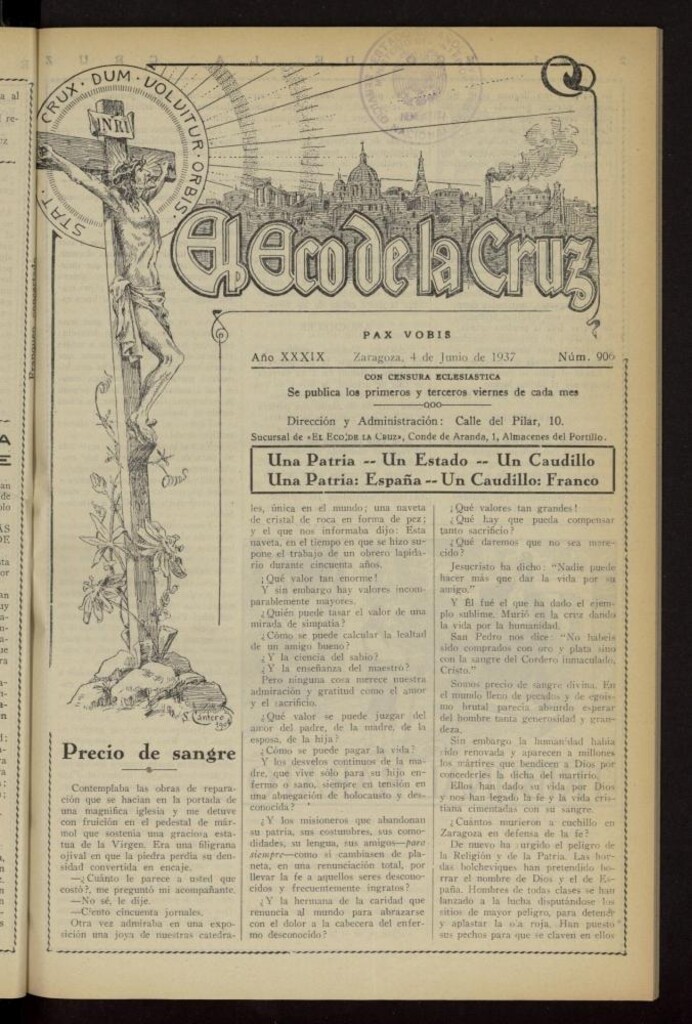 STAT · CRUX · DUM · VOLVITUR · ORBIS ·
INRI
El Eco de la Cruz
PAX VOBIS
Año XXXIX Zaragoza, 4 de Junio de 1937 Núm. 906
CON CENSURA ECLESIASTICA
Se publica los primeros y terceros viernes de cada mes
Dirección y Administración: Calle del Pilar, 10.
Sucursal de «EL ECO DE LA CRUZ», Conde de Aranda, 1, Almacenes del Portillo.
Una Patria -- Un Estado -- Un Caudillo
Una Patria: España -- Un Caudillo: Franco
Precio de sangre
Contemplaba las obras de repara-
ción que se hacían en la portada de
una magnífica iglesia y me detuve
con fruición en el pedestal de már-
mol que sostenía una graciosa esta-
tua de la Virgen. Era una filigrana
ojival en que la piedra perdía su den-
sidad convertida en encaje.
—¿Cuánto le parece a usted que
costó?, me preguntó mi acompañante.
—No sé, le dije.
—Ciento cincuenta jornales.
Otra vez admiraba en una expo-
sición una joya de nuestras catedra-
les, única en el mundo; una naveta
de cristal de roca en forma de pez;
y el que nos informaba dijo: Esta
naveta, en el tiempo en que se hizo su-
pone el trabajo de un obrero lapida-
rio durante cincuenta años.
¡Qué valor tan enorme!
Y sin embargo hay valores incom-
parablemente mayores.
¿Quién puede tasar el valor de una
mirada de simpatía?
¿Cómo se puede calcular la lealtad
de un amigo bueno?
¿Y la ciencia del sabio?
¿Y la enseñanza del maestro?
Pero ninguna cosa merece nuestra
admiración y gratitud como el amor
y el sacrificio.
¿Qué valor se puede juzgar del
amor del padre, de la madre, de la
esposa, de la hija?
¿Cómo se puede pagar la vida?
Y los desvelos continuos de la ma-
dre, que vive sólo para su hijo en-
fermo o sano, siempre en tensión en
una abnegación de holocausto y des-
conocida?
¿Y los misioneros que abandonan
su patria, sus costumbres, sus como-
didades, su lengua, sus amigos—para
siempre—como si cambiasen de pla-
neta, en una renunciación total, por
llevar la fe a aquellos seres descono-
cidos y frecuentemente ingratos?
¿Y la hermana de la caridad que
renuncia al mundo para abrazarse
con el dolor a la cabecera del enfer-
mo desconocido?
¡Qué valores tan grandes!
¿Qué hay que pueda compensar
tanto sacrificio?
¿Qué daremos que no sea mere-
cido?
Jesucristo ha dicho: "Nadie puede
hacer más que dar la vida por su
amigo."
Y Él fué el que ha dado el ejem-
plo sublime. Murió en la cruz dando
la vida por la humanidad.
San Pedro nos dice: "No habéis
sido comprados con oro y plata sino
con la sangre del Cordero inmaculado,
Cristo."
Somos precio de sangre divina. En
el mundo lleno de pecados y de egoís-
mo brutal parecía absurdo esperar
del hombre tanta generosidad y gran-
deza.
Sin embargo la humanidad había
sido renovada y aparecen a millones
los mártires que bendicen a Dios por
concederles la dicha del martirio.
Ellos han dado su vida por Dios
y nos han legado la fe y la vida cris-
tiana cimentadas con su sangre.
¿Cuántos murieron a cuchillo en
Zaragoza en defensa de la fe?
De nuevo ha surgido el peligro de
la Religión y de la Patria. Las hor-
das bolcheviques han pretendido bo-
rrar el nombre de Dios y el de Es-
paña. Hombres de todas clases se han
lanzado a la lucha disputándose los
sitios de mayor peligro, para detener
y aplastar la ola roja. Han puesto
sus pechos para que se claven en ellos